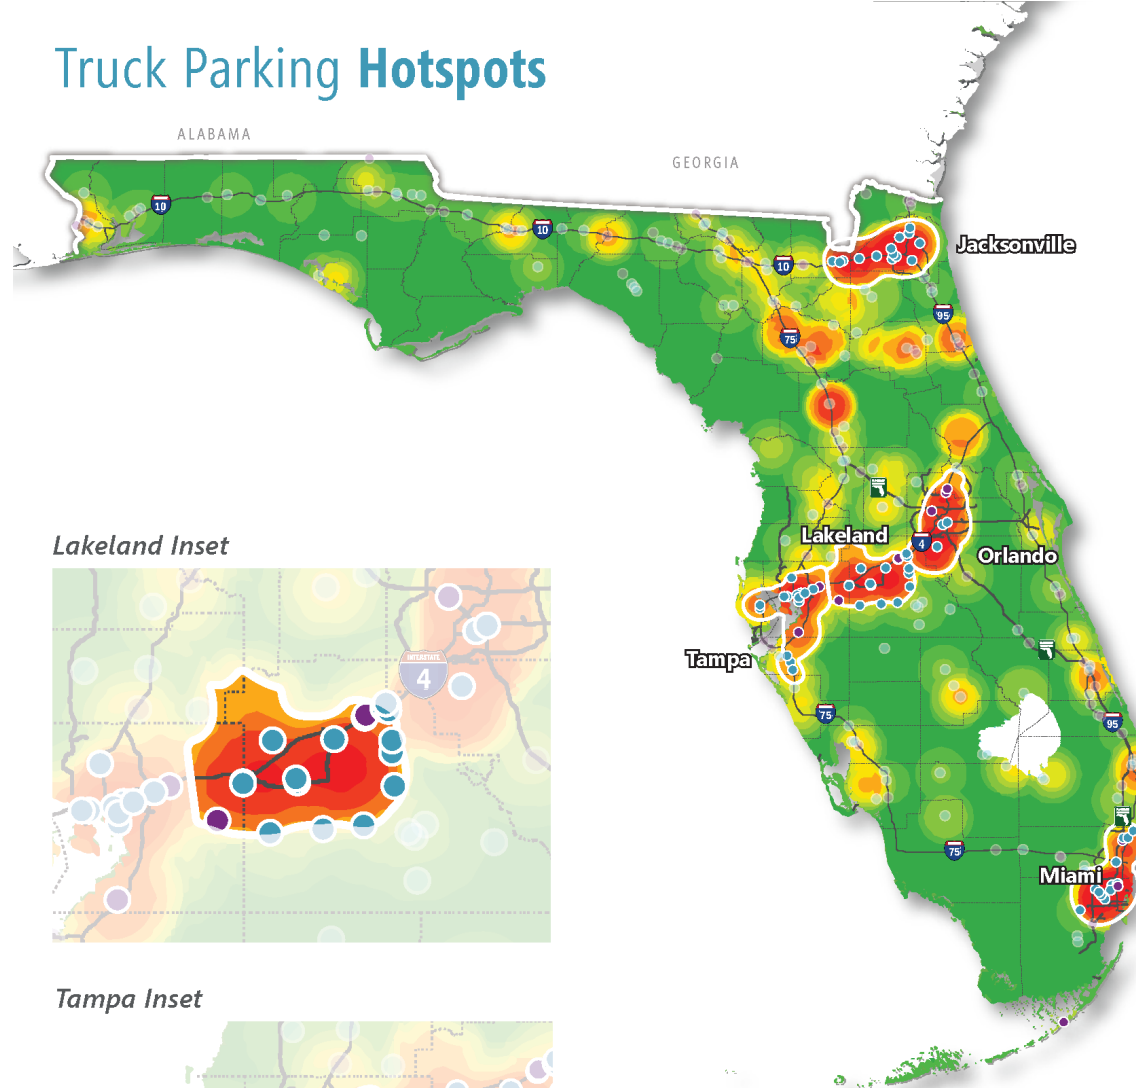 Truck Parking Hotspots
ALABAMA
GEORGIA
10
10
10
Jacksonville
95
75
Lakeland
4
Orlando
Lakeland Inset
INTERSTATE
4
Tampa
75
95
75
Miami
Tampa Inset